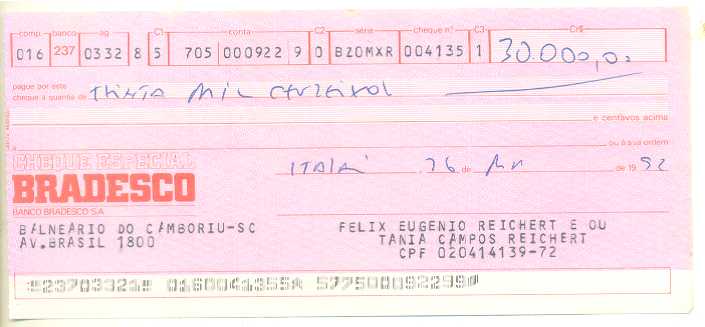 comp. banco ag C1 conta C2 série cheque nº C3 Cr$
016 237 0332 8 5 705 000922 9 0 BZOMXR 004135 1 30.000,00
pague por este
cheque a quantia de trinta mil cruzeiros
e centavos acima
a ou à sua ordem
CHEQUE ESPECIAL
BRADESCO
Itajaí, 26 de de 1992
BANCO BRADESCO S.A.
BALNEARIO DO CAMBORIU-SC
AV.BRASIL 1800
FELIX EUGENIO REICHERT E OU
TANIA CAMPOS REICHERT
CPF 020414139-72